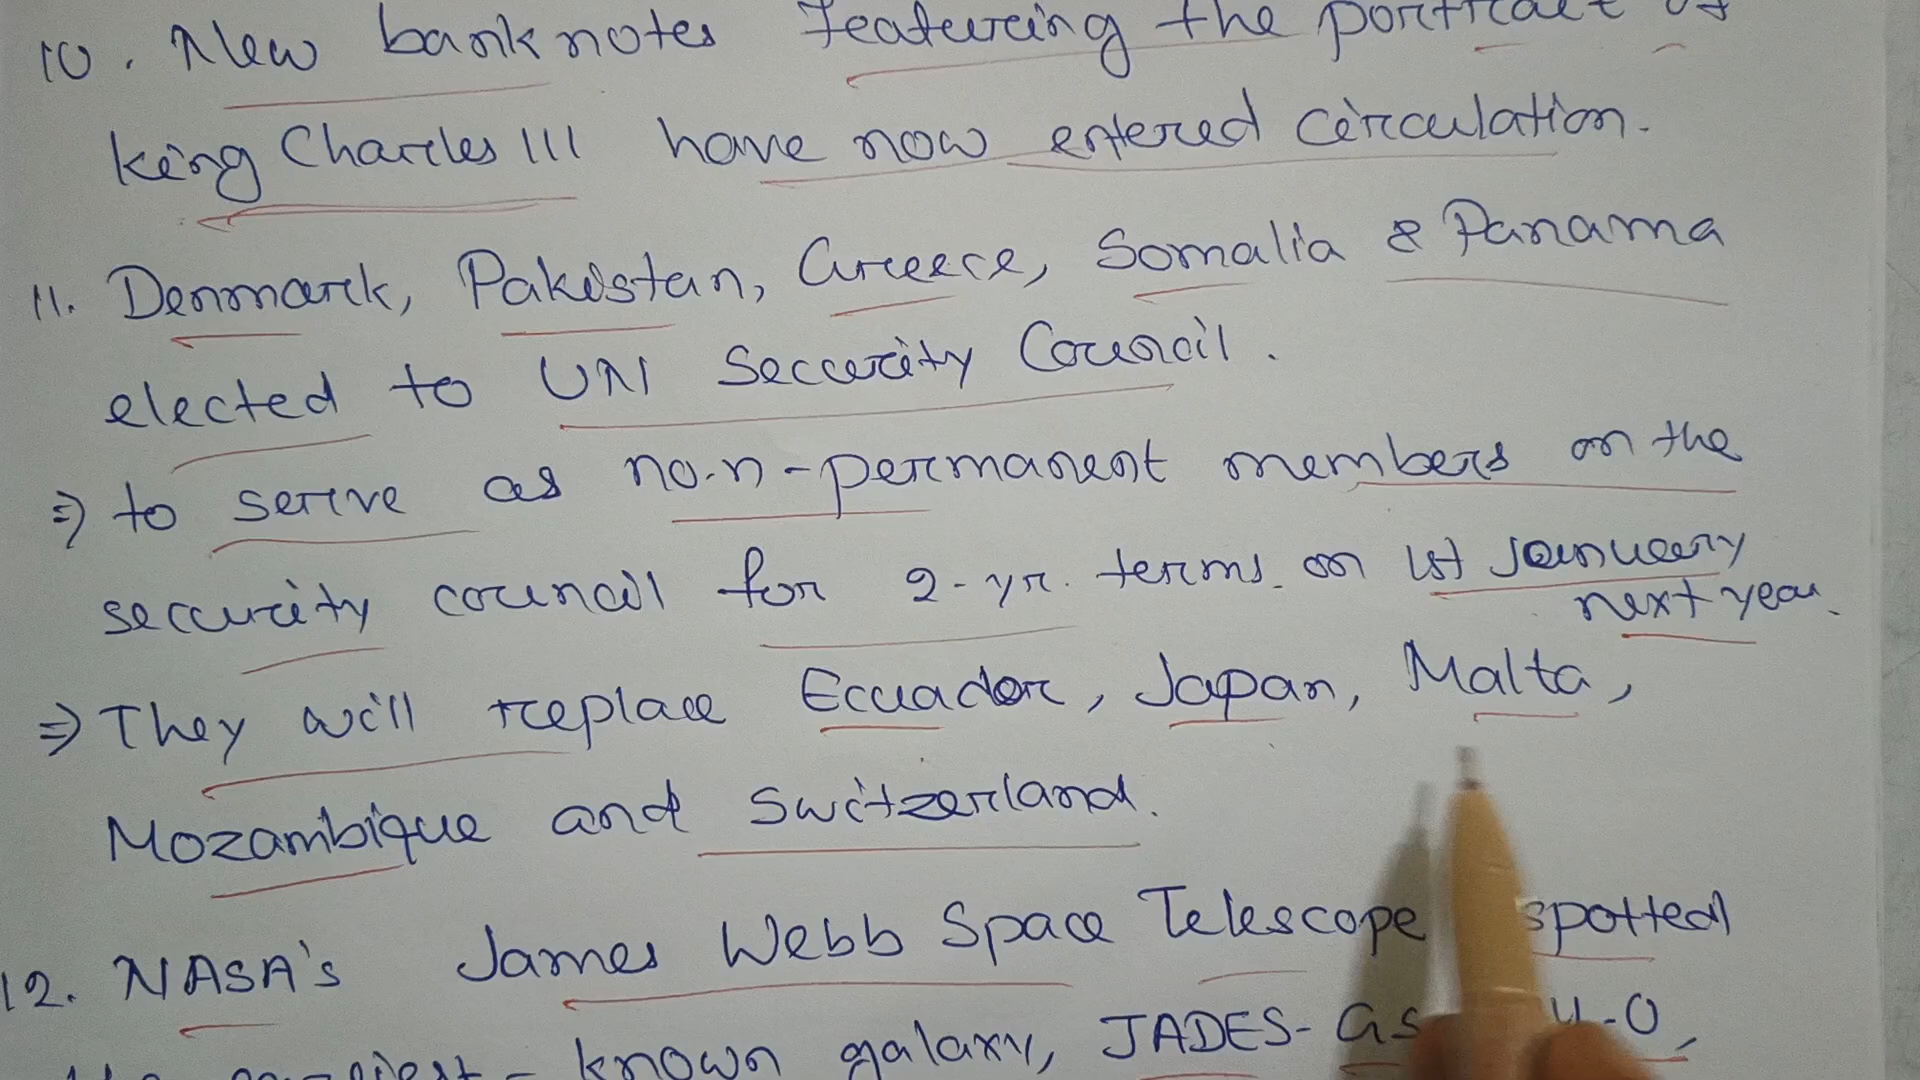 10. New banknotes featuring the portrait of
King Charles III have now entered circulation.
11. Denmark, Pakistan, Greece, Somalia & Panama
elected to UN Security Council.
⇒ to serve as non-permanent members on the
security council for 2-yr. terms on 1st January
next year.
⇒ They will replace Ecuador, Japan, Malta,
Mozambique and Switzerland.
12. NASA's James Webb Space Telescope spotted
earliest - known galaxy, JADES-